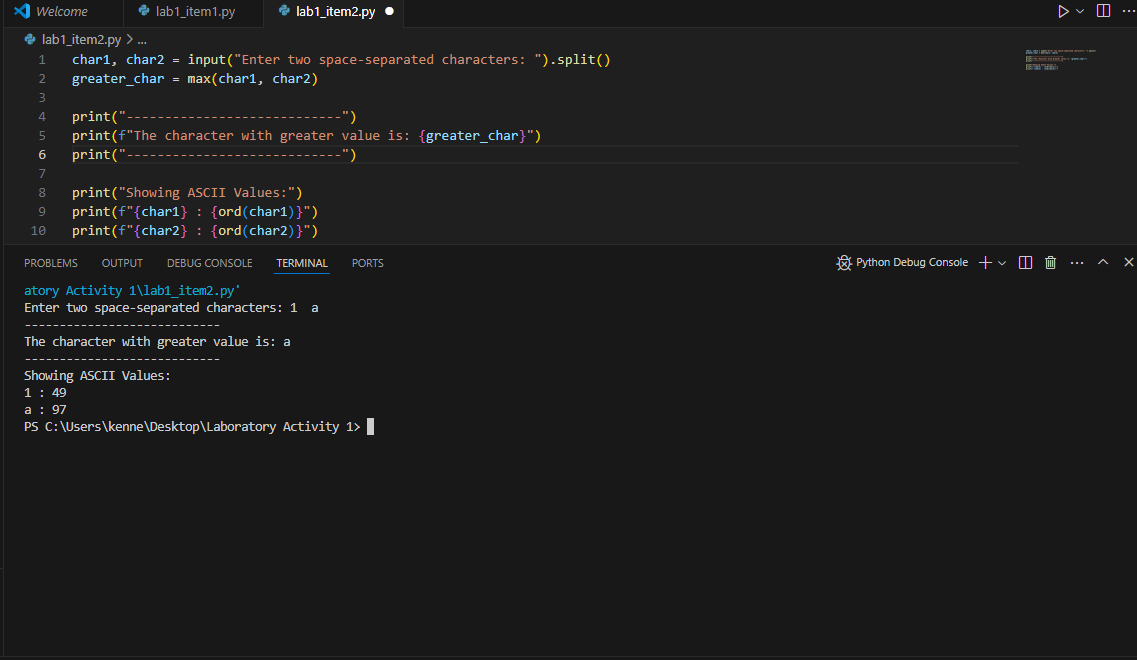 Welcome lab1_item1.py lab1_item2.py
lab1_item2.py > ...
1 char1, char2 = input("Enter two space-separated characters: ").split()
2 greater_char = max(char1, char2)
3
4 print("----------------------------")
5 print(f"The character with greater value is: {greater_char}")
6 print("----------------------------")
7
8 print("Showing ASCII Values:")
9 print(f"{char1} : {ord(char1)}")
10 print(f"{char2} : {ord(char2)}")
PROBLEMS OUTPUT DEBUG CONSOLE TERMINAL PORTS Python Debug Console
atory Activity 1\lab1_item2.py'
Enter two space-separated characters: 1  a
----------------------------
The character with greater value is: a
----------------------------
Showing ASCII Values:
1 : 49
a : 97
PS C:\Users\kenne\Desktop\Laboratory Activity 1>